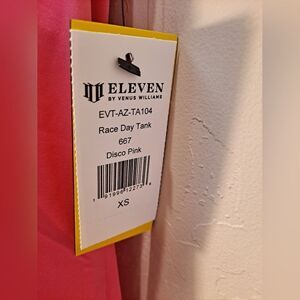 ELEVEN
BY VENUS WILLIAMS
EVT-AZ-TA104
Race Day Tank
667
Disco Pink
XS